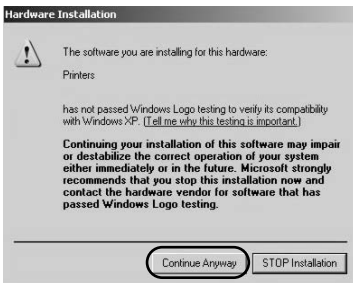 Hardware Installation
The software you are installing for this hardware:
Printers
has not passed Windows Logo testing to verify its compatibility
with Windows XP. (Tell me why this testing is important.)
Continuing your installation of this software may impair
or destabilize the correct operation of your system
either immediately or in the future. Microsoft strongly
recommends that you stop this installation now and
contact the hardware vendor for software that has
passed Windows Logo testing.
Continue Anyway
STOP Installation